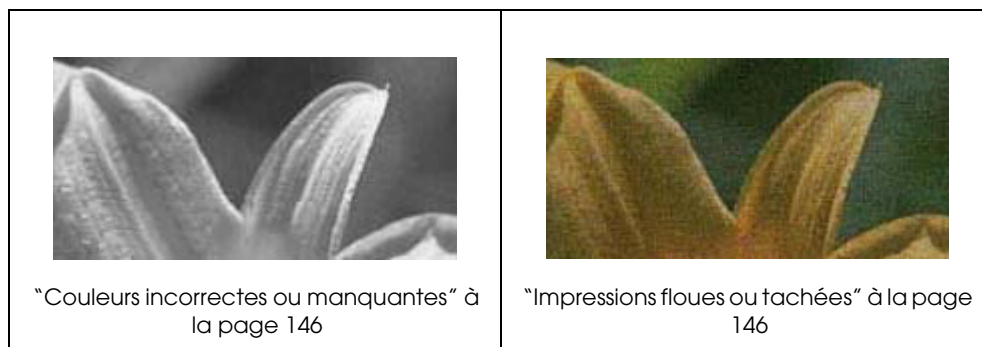 “Couleurs incorrectes ou manquantes” à
la page 146
“Impressions floues ou tachées” à la page
146